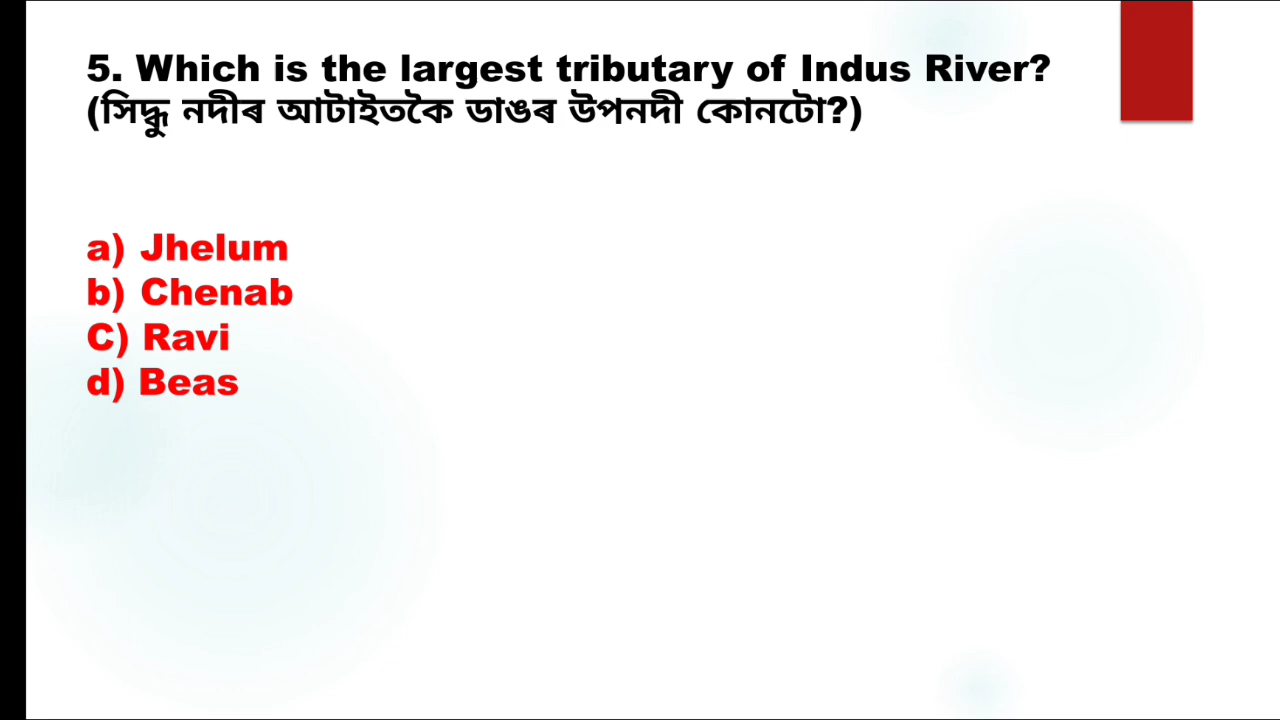 5. Which is the largest tributary of Indus River?
(সিদ্ধু নদীৰ আটাইতকৈ ডাঙৰ উপনদী কোনটো?)
a) Jhelum
b) Chenab
C) Ravi
d) Beas